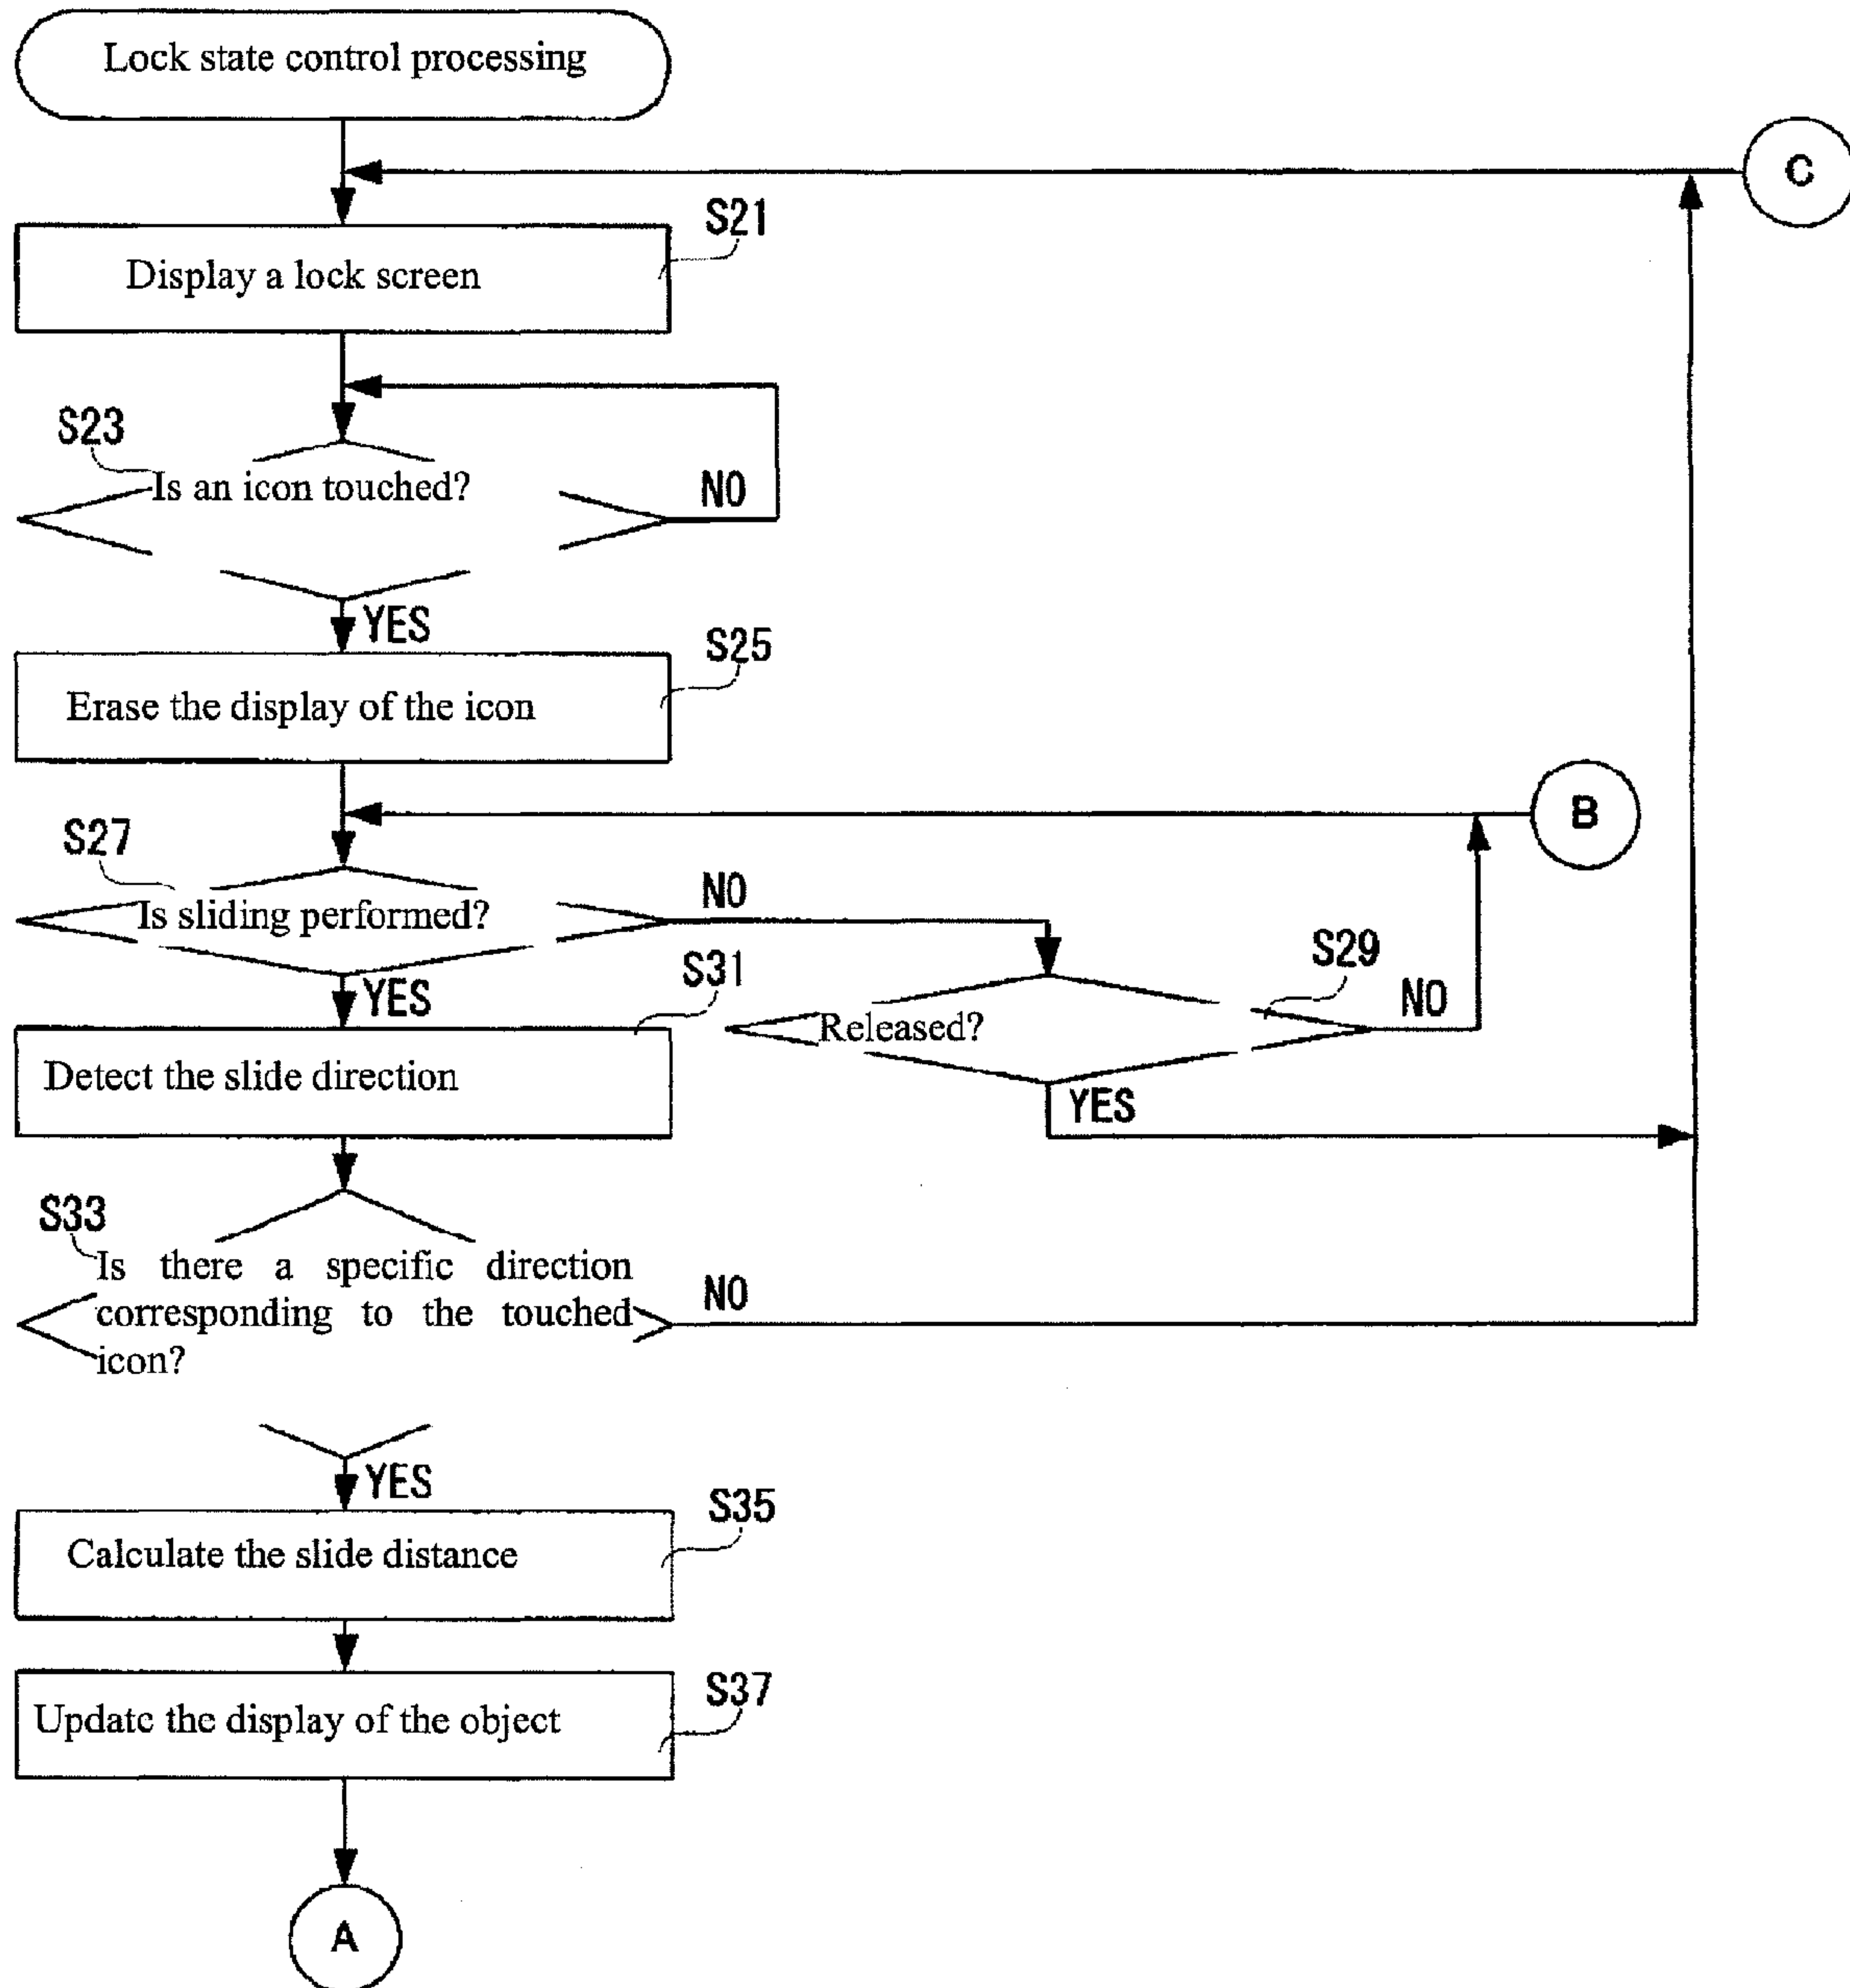 Lock state control processing
C
S21
Display a lock screen
S23
Is an icon touched?
NO
YES
S25
Erase the display of the icon
B
S27
Is sliding performed?
NO
S29
Released?
NO
YES
YES
S31
Detect the slide direction
S33
Is there a specific direction
corresponding to the touched
icon?
NO
YES
S35
Calculate the slide distance
S37
Update the display of the object
A